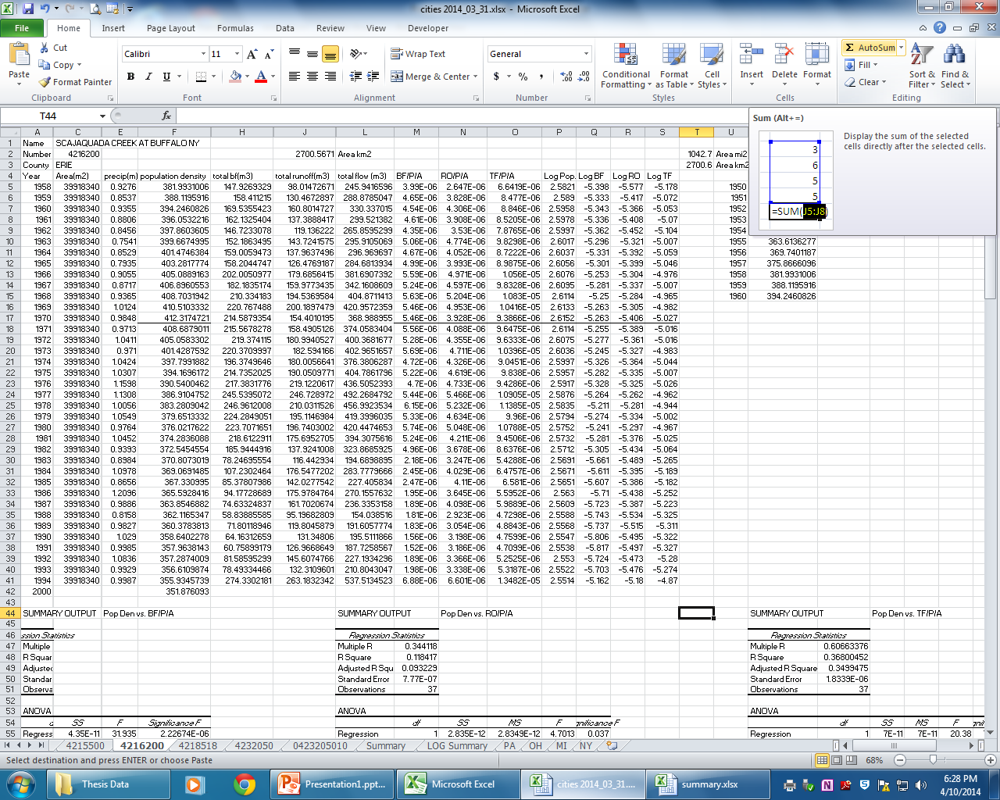 cities 2014_03_31.xlsx - Microsoft Excel
File Home Insert Page Layout Formulas Data Review View Developer
Paste
Cut
Copy
Format Painter
Calibri 11
B I U
Wrap Text
Merge & Center
General
$ % ,
Conditional Formatting
Format as Table
Cell Styles
Insert Delete Format
AutoSum
Fill
Clear
Sort & Filter
Find & Select
Clipboard Font Alignment Number Styles Cells Editing
T44 fx
Sum (Alt+=)
Display the sum of the selected
cells directly after the selected cells.
3
6
5
5
=SUM(J5:J8)
A C E F H J L M N O P Q R S T U
1 Name SCAJAQUADA CREEK AT BUFFALO NY
2 Number 4216200 2700.5671 Area km2 1042.7 Area mi2
3 County ERIE 2700.6 Area km2
4 Year Area(m2) precip(m) population density total bf(m3) total runoff(m3) total flow (m3) BF/P/A RO/P/A TF/P/A Log Pop. Log BF Log RO Log TF
5 1958 39918340 0.9276 381.9931006 147.9269329 98.01472671 245.9416596 3.99E-06 2.647E-06 6.6419E-06 2.5821 -5.398 -5.577 -5.178 1950
6 1959 39918340 0.8537 388.1195916 158.411215 130.4672897 288.8785047 4.65E-06 3.828E-06 8.477E-06 2.589 -5.333 -5.417 -5.072 1951
7 1960 39918340 0.9355 394.2460826 169.5355423 160.8014727 330.337015 4.54E-06 4.306E-06 8.846E-06 2.5958 -5.343 -5.366 -5.053 1952
8 1961 39918340 0.8806 396.0532216 162.1325404 137.3888417 299.521382 4.61E-06 3.908E-06 8.5205E-06 2.5978 -5.336 -5.408 -5.07 1953
9 1962 39918340 0.8456 397.8603605 146.7233078 119.136222 265.8595299 4.35E-06 3.53E-06 7.8765E-06 2.5997 -5.362 -5.452 -5.104 1954
10 1963 39918340 0.7541 399.6674995 152.1863495 143.7241575 295.9105069 5.06E-06 4.774E-06 9.8298E-06 2.6017 -5.296 -5.321 -5.007 1955 363.6136277
11 1964 39918340 0.8529 401.4746384 159.0059473 137.9637496 296.969697 4.67E-06 4.052E-06 8.7222E-06 2.6037 -5.331 -5.392 -5.059 1956 369.7401187
12 1965 39918340 0.7935 403.2817774 158.2044747 126.4769187 284.6813934 4.99E-06 3.993E-06 8.9875E-06 2.6056 -5.301 -5.399 -5.046 1957 375.8666096
13 1966 39918340 0.9055 405.0889163 202.0050977 179.6856415 381.6907392 5.59E-06 4.971E-06 1.056E-05 2.6076 -5.253 -5.304 -4.976 1958 381.9931006
14 1967 39918340 0.8717 406.8960553 182.1835174 159.9773435 342.1608609 5.24E-06 4.597E-06 9.8328E-06 2.6095 -5.281 -5.337 -5.007 1959 388.1195916
15 1968 39918340 0.9365 408.7031942 210.334183 194.5369584 404.8711413 5.63E-06 5.204E-06 1.083E-05 2.6114 -5.25 -5.284 -4.965 1960 394.2460826
16 1969 39918340 1.0124 410.5103332 220.767488 200.1897479 420.9572359 5.46E-06 4.953E-06 1.0416E-05 2.6133 -5.263 -5.305 -4.982
17 1970 39918340 0.9848 412.3174721 214.5879354 154.4010195 368.988955 5.46E-06 3.928E-06 9.3866E-06 2.6152 -5.263 -5.406 -5.027
18 1971 39918340 0.9713 408.6879011 215.5678278 158.4905126 374.0583404 5.56E-06 4.088E-06 9.6475E-06 2.6114 -5.255 -5.389 -5.016
19 1972 39918340 1.0411 405.0583302 219.374115 180.9940527 400.3681677 5.28E-06 4.355E-06 9.6333E-06 2.6075 -5.277 -5.361 -5.016
20 1973 39918340 0.971 401.4287592 220.3709997 182.594166 402.9651657 5.69E-06 4.711E-06 1.0396E-05 2.6036 -5.245 -5.327 -4.983
21 1974 39918340 1.0424 397.7991882 196.3749646 180.0056641 376.3806287 4.72E-06 4.326E-06 9.0451E-06 2.5997 -5.326 -5.364 -5.044
22 1975 39918340 1.0307 394.1696172 214.7352025 190.0509771 404.7861796 5.22E-06 4.619E-06 9.838E-06 2.5957 -5.282 -5.335 -5.007
23 1976 39918340 1.1598 390.5400462 217.3831776 219.1220617 436.5052393 4.7E-06 4.733E-06 9.4286E-06 2.5917 -5.328 -5.325 -5.026
24 1977 39918340 1.1308 386.9104752 245.5395072 246.728972 492.2684792 5.44E-06 5.466E-06 1.0905E-05 2.5876 -5.264 -5.262 -4.962
25 1978 39918340 1.0056 383.2809042 246.9612008 210.0311526 456.9923534 6.15E-06 5.232E-06 1.1385E-05 2.5835 -5.211 -5.281 -4.944
26 1979 39918340 1.0549 379.6513332 224.2849051 195.1146984 419.3996035 5.33E-06 4.634E-06 9.96E-06 2.5794 -5.274 -5.334 -5.002
27 1980 39918340 0.9764 376.0217622 223.7071651 196.7403002 420.4474653 5.74E-06 5.048E-06 1.0788E-05 2.5752 -5.241 -5.297 -4.967
28 1981 39918340 1.0452 374.2836088 218.6122911 175.6952705 394.3075616 5.24E-06 4.211E-06 9.4506E-06 2.5732 -5.281 -5.376 -5.025
29 1982 39918340 0.9393 372.5454554 185.9444916 137.9241008 323.8685925 4.96E-06 3.678E-06 8.6376E-06 2.5712 -5.305 -5.434 -5.064
30 1983 39918340 0.8984 370.8073019 78.24695554 116.442934 194.6898895 2.18E-06 3.247E-06 5.4288E-06 2.5691 -5.661 -5.489 -5.265
31 1984 39918340 1.0978 369.0691485 107.2302464 176.5477202 283.7779666 2.45E-06 4.029E-06 6.4757E-06 2.5671 -5.611 -5.395 -5.189
32 1985 39918340 0.8656 367.330995 85.37807986 142.0277542 227.405834 2.47E-06 4.11E-06 6.581E-06 2.5651 -5.607 -5.386 -5.182
33 1986 39918340 1.2096 365.5928416 94.17728689 175.9784764 270.1557632 1.95E-06 3.645E-06 5.5952E-06 2.563 -5.71 -5.438 -5.252
34 1987 39918340 0.9886 363.8546882 74.63324837 161.7020674 236.3353158 1.89E-06 4.098E-06 5.9889E-06 2.5609 -5.723 -5.387 -5.223
35 1988 39918340 0.8158 362.1165347 58.83885585 95.19682809 154.038516 1.81E-06 2.923E-06 4.7298E-06 2.5588 -5.743 -5.534 -5.325
36 1989 39918340 0.9827 360.3783813 71.80118946 119.8045879 191.6057774 1.83E-06 3.054E-06 4.8843E-06 2.5568 -5.737 -5.515 -5.311
37 1990 39918340 1.029 358.6402278 64.16312659 131.34806 195.5111866 1.56E-06 3.198E-06 4.7599E-06 2.5547 -5.806 -5.495 -5.322
38 1991 39918340 0.9985 357.9638143 60.75899179 126.9668649 187.7258567 1.52E-06 3.186E-06 4.7099E-06 2.5538 -5.817 -5.497 -5.327
39 1992 39918340 1.0836 357.2874009 81.58595299 145.6074766 227.1934296 1.89E-06 3.366E-06 5.2525E-06 2.553 -5.724 -5.473 -5.28
40 1993 39918340 0.9929 356.6109874 78.49334466 132.3109601 210.8043047 1.98E-06 3.338E-06 5.3187E-06 2.5522 -5.703 -5.476 -5.274
41 1994 39918340 0.9987 355.9345739 274.3302181 263.1832342 537.5134523 6.88E-06 6.601E-06 1.3482E-05 2.5514 -5.162 -5.18 -4.87
42 2000 351.876093
43
44 SUMMARY OUTPUT Pop Den vs. BF/P/A SUMMARY OUTPUT Pop Den vs. RO/P/A SUMMARY OUTPUT Pop Den vs. TF/P/A
45
46 ssion Statistics Regression Statistics Regression Statistics
47 Multiple Multiple R 0.344118 Multiple R 0.60663376
48 R Squar R Square 0.118417 R Square 0.36800452
49 Adjusted Adjusted R Squ 0.093229 Adjusted R Square 0.3499475
50 Standar Standard Error 7.77E-07 Standard Error 1.8339E-06
51 Observa Observations 37 Observations 37
52
53 ANOVA ANOVA ANOVA
54 SS F Significance F df SS MS F gnificance F df SS MS F
55 Regress 4.35E-11 31.935 2.22674E-06 Regression 1 2.835E-12 2.8349E-12 4.7013 0.037 Regression 1 7E-11 7E-11 20.38
4215500 4216200 4218518 4232050 0423205010 Summary LOG Summary PA OH MI NY
Select destination and press ENTER or choose Paste 68%
Thesis Data Presentation1.ppt... Microsoft Excel cities 2014_03_31.... summary.xlsx
6:28 PM
4/10/2014